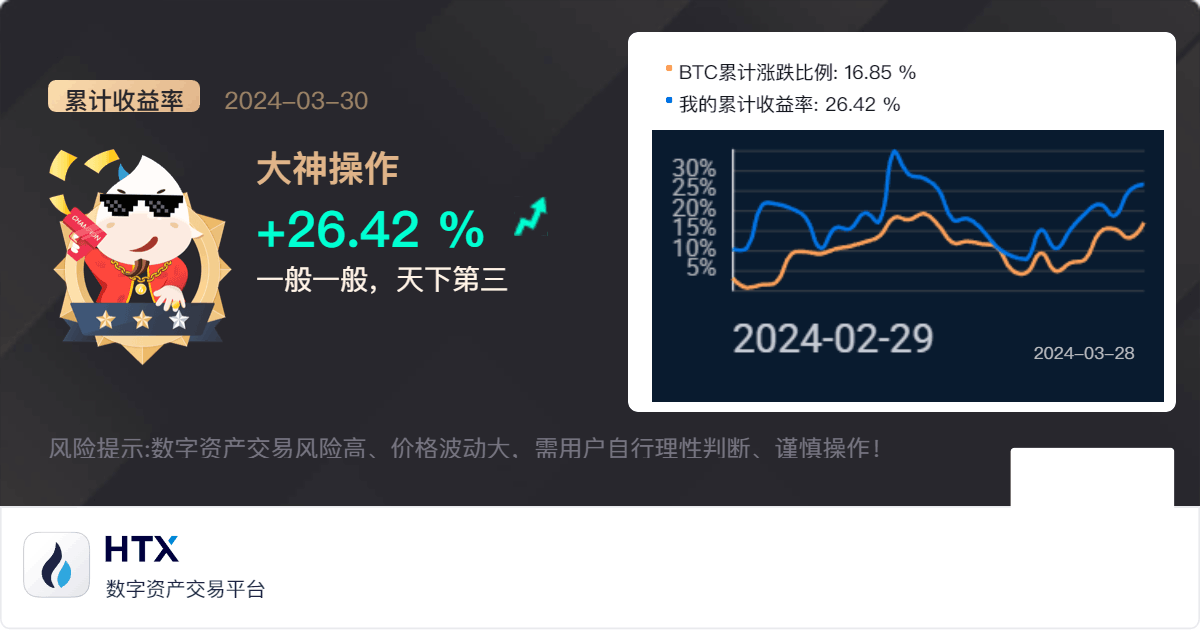 累计收益率
2024-03-30
大神操作
+26.42 %
一般一般，天下第三
CHAMPION
BTC累计涨跌比例: 16.85 %
我的累计收益率: 26.42 %
30%
25%
20%
15%
10%
5%
2024-02-29
2024-03-28
风险提示:数字资产交易风险高、价格波动大，需用户自行理性判断、谨慎操作！
HTX
数字资产交易平台